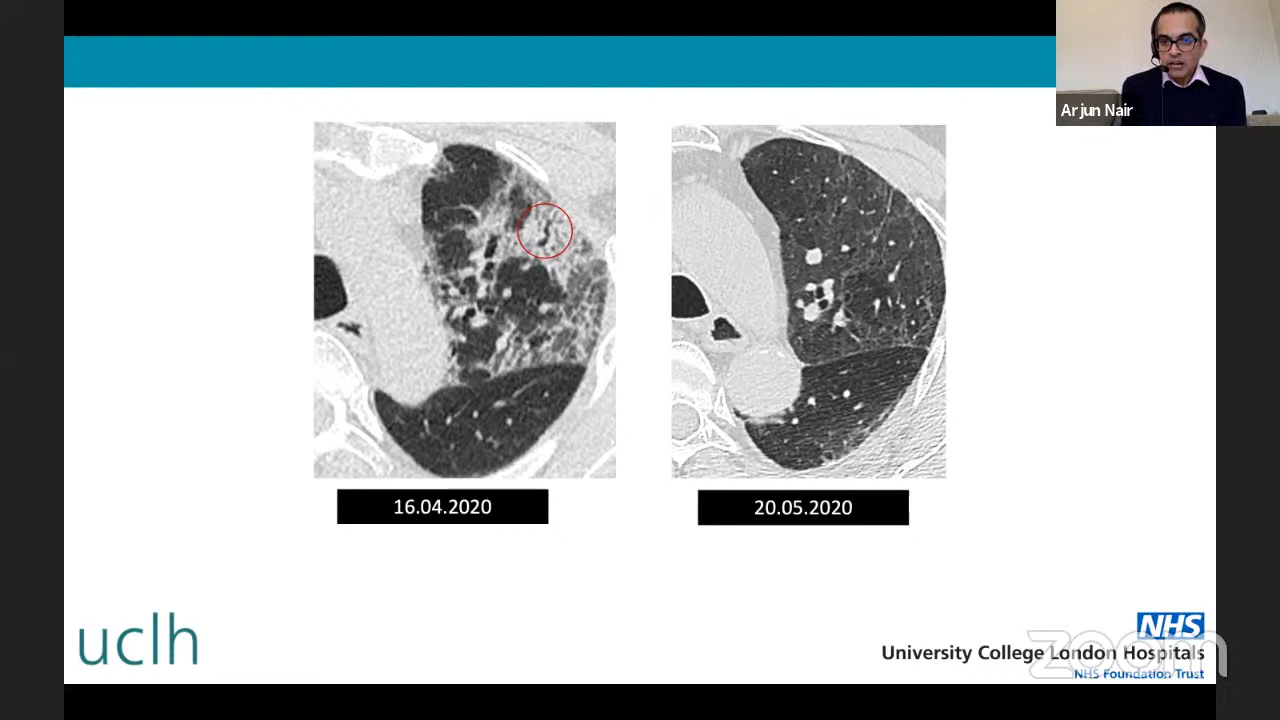 Arjun Nair
16.04.2020
20.05.2020
uclh
NHS
University College London Hospitals
NHS Foundation Trust
zoom